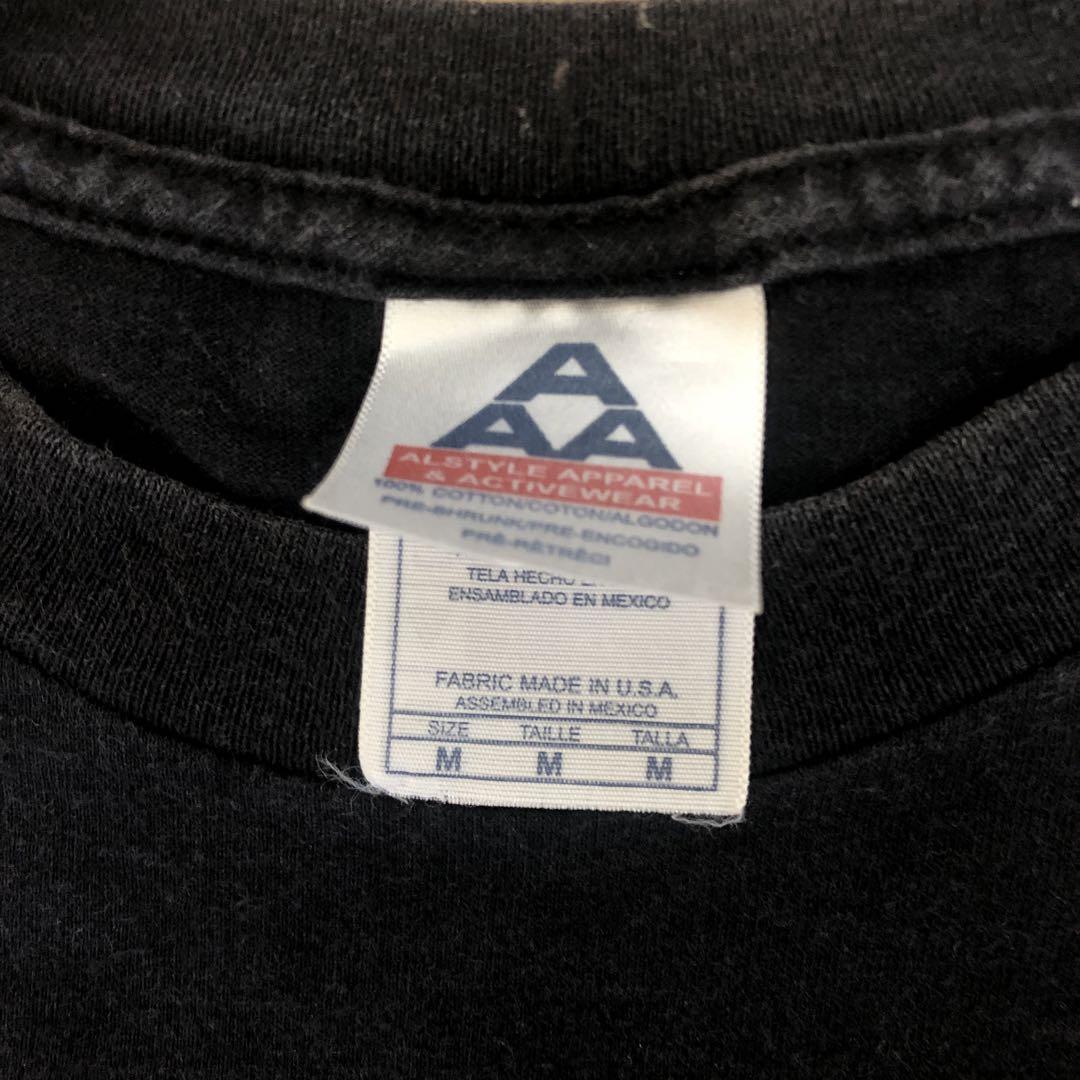 A
AA
ALSTYLE APPAREL
& ACTIVEWEAR
100% COTTON/COTON/ALGODON
PRE-SHRUNK/PRE-ENCOGIDO
PRÉ-RÉTRÉCI
TELA HECHO
ENSAMBLADO EN MEXICO
FABRIC MADE IN U.S.A.
ASSEMBLED IN MEXICO
SIZE TAILLE TALLA
M M M